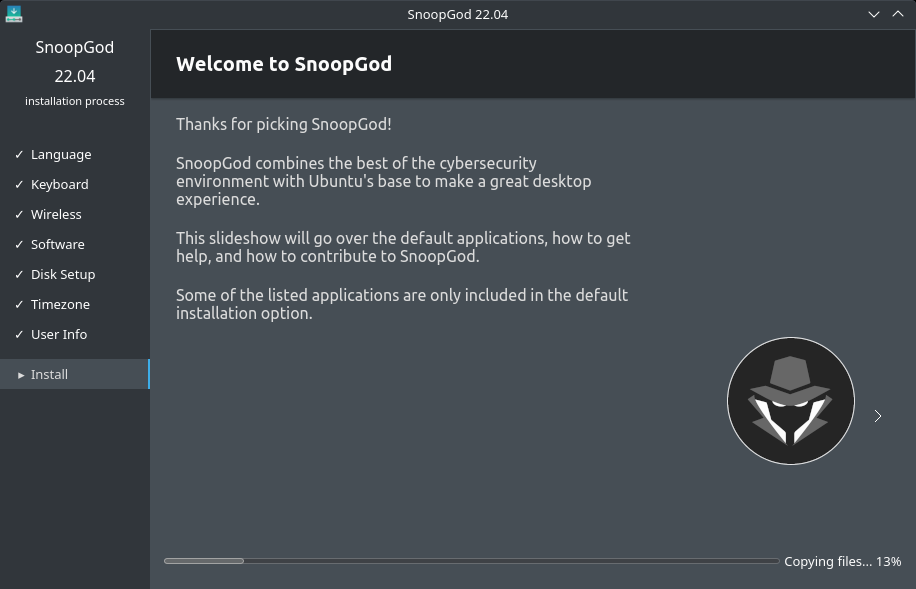 SnoopGod 22.04
SnoopGod
22.04
installation process
✓ Language
✓ Keyboard
✓ Wireless
✓ Software
✓ Disk Setup
✓ Timezone
✓ User Info
▸ Install
Welcome to SnoopGod
Thanks for picking SnoopGod!
SnoopGod combines the best of the cybersecurity
environment with Ubuntu's base to make a great desktop
experience.
This slideshow will go over the default applications, how to get
help, and how to contribute to SnoopGod.
Some of the listed applications are only included in the default
installation option.
Copying files... 13%